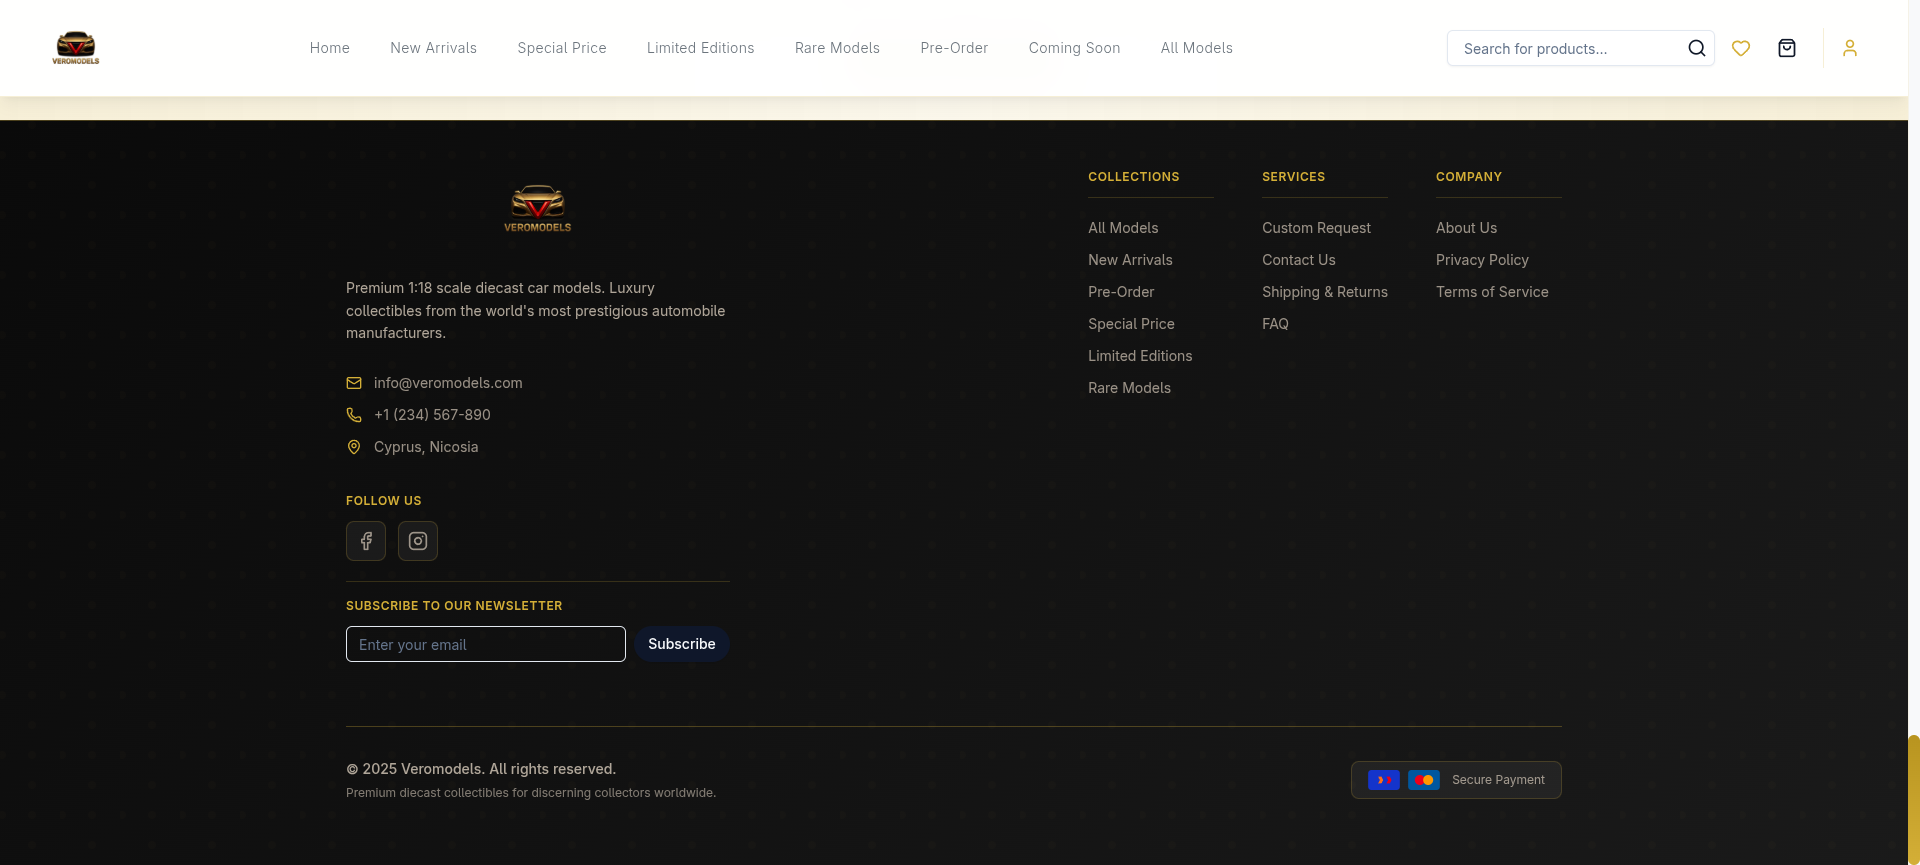 VEROMODELS
Home
New Arrivals
Special Price
Limited Editions
Rare Models
Pre-Order
Coming Soon
All Models
Search for products...
VEROMODELS
Premium 1:18 scale diecast car models. Luxury
collectibles from the world's most prestigious automobile
manufacturers.
info@veromodels.com
+1 (234) 567-890
Cyprus, Nicosia
FOLLOW US
SUBSCRIBE TO OUR NEWSLETTER
Enter your email
Subscribe
COLLECTIONS
All Models
New Arrivals
Pre-Order
Special Price
Limited Editions
Rare Models
SERVICES
Custom Request
Contact Us
Shipping & Returns
FAQ
COMPANY
About Us
Privacy Policy
Terms of Service
© 2025 Veromodels. All rights reserved.
Premium diecast collectibles for discerning collectors worldwide.
Secure Payment